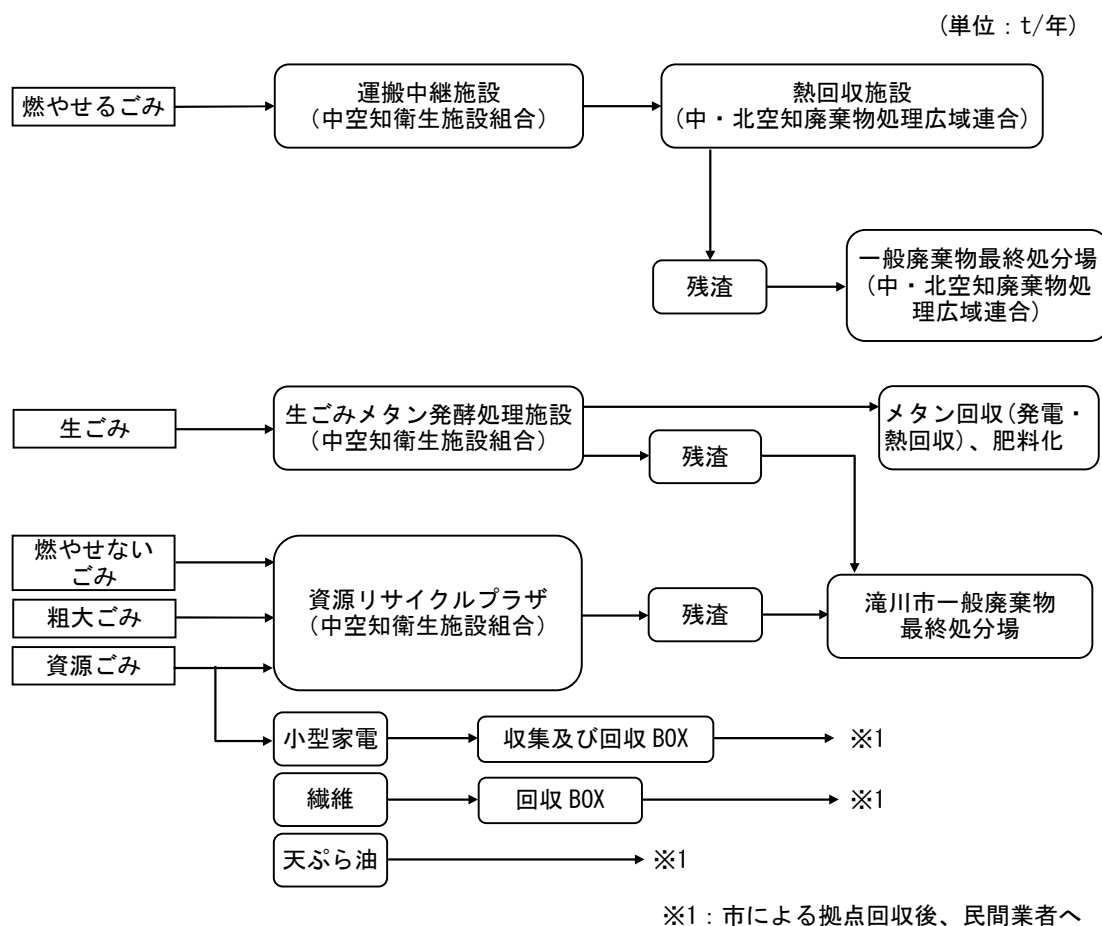 (単位:t/年)
燃やせるごみ
運搬中継施設
(中空知衛生施設組合)
熱回収施設
(中・北空知廃棄物処理広域連合)
残渣
一般廃棄物最終処分場
(中・北空知廃棄物処
理広域連合)
生ごみ
生ごみメタン発酵処理施設
(中空知衛生施設組合)
メタン回収(発電・
熱回収)、肥料化
残渣
燃やせない
ごみ
粗大ごみ
資源ごみ
資源リサイクルプラザ
(中空知衛生施設組合)
残渣
滝川市一般廃棄物
最終処分場
小型家電
収集及び回収 BOX
※1
繊維
回収 BOX
※1
天ぷら油
※1
※1:市による拠点回収後、民間業者へ